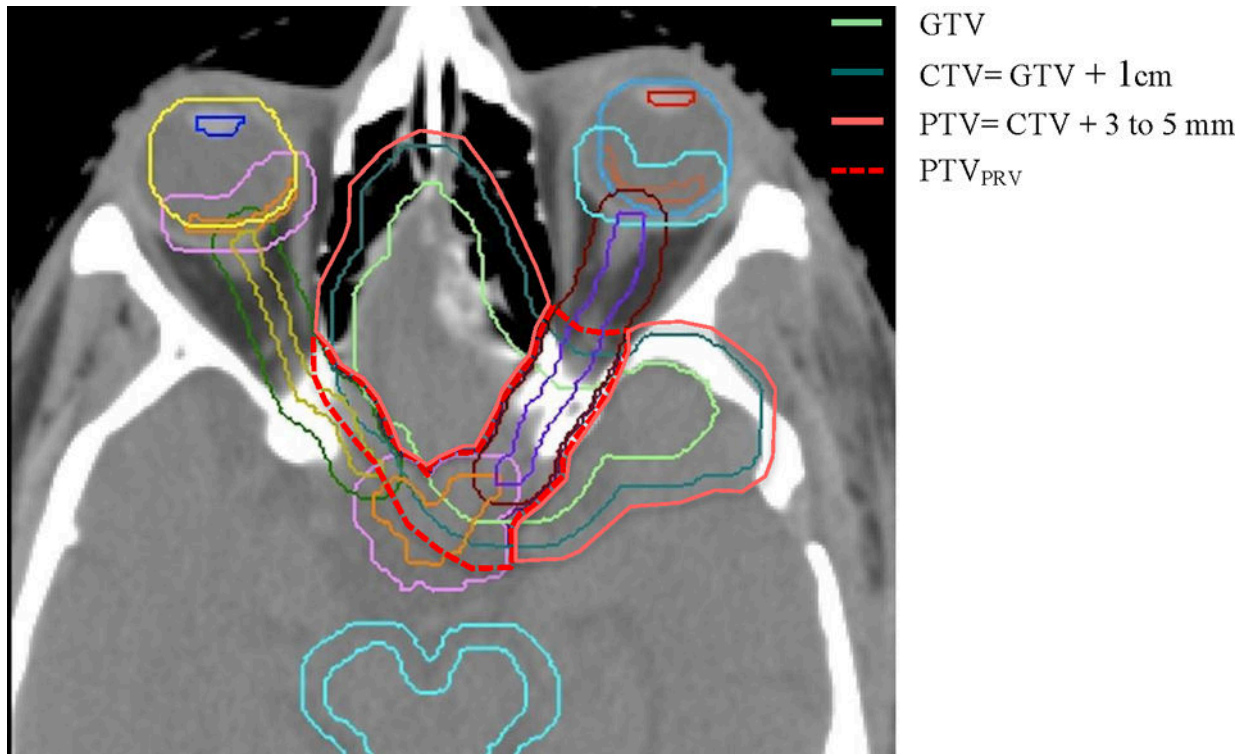 GTV
CTV= GTV + 1cm
PTV= CTV + 3 to 5 mm
PTVPRV